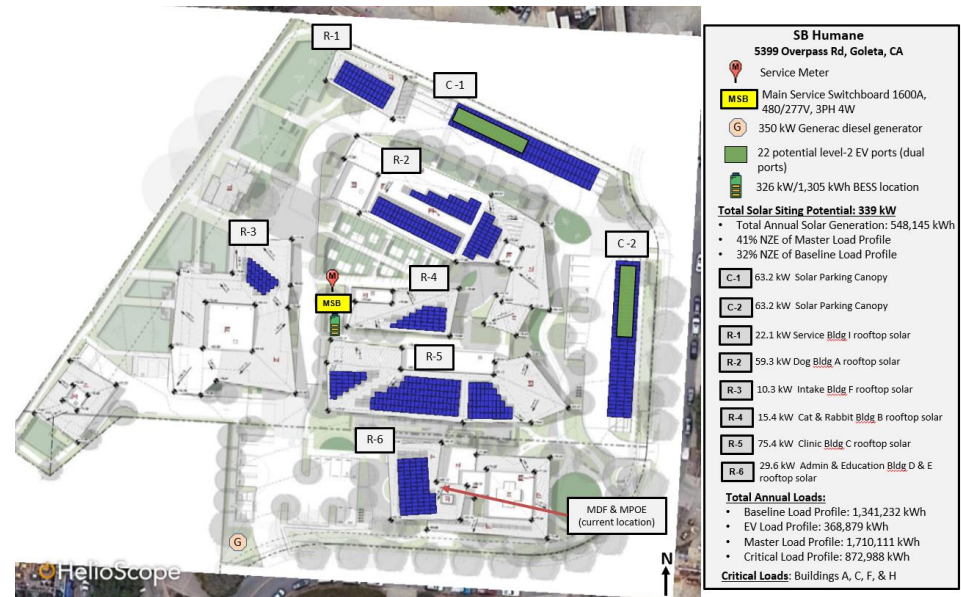 R-1
C -1
R-2
R-3
C -2
R-4
MSB
R-5
R-6
MDF & MPOE
(current location)
G
N
HelioScope
SB Humane
5399 Overpass Rd, Goleta, CA
M
Service Meter
MSB
Main Service Switchboard 1600A,
480/277V, 3PH 4W
G
350 kW Generac diesel generator
22 potential level-2 EV ports (dual
ports)
326 kW/1,305 kWh BESS location
Total Solar Siting Potential: 339 kW
• Total Annual Solar Generation: 548,145 kWh
• 41% NZE of Master Load Profile
• 32% NZE of Baseline Load Profile
C-1 63.2 kW Solar Parking Canopy
C-2 63.2 kW Solar Parking Canopy
R-1 22.1 kW Service Bldg I rooftop solar
R-2 59.3 kW Dog Bldg A rooftop solar
R-3 10.3 kW Intake Bldg F rooftop solar
R-4 15.4 kW Cat & Rabbit Bldg B rooftop solar
R-5 75.4 kW Clinic Bldg C rooftop solar
R-6 29.6 kW Admin & Education Bldg D & E
rooftop solar
Total Annual Loads:
• Baseline Load Profile: 1,341,232 kWh
• EV Load Profile: 368,879 kWh
• Master Load Profile: 1,710,111 kWh
• Critical Load Profile: 872,988 kWh
Critical Loads: Buildings A, C, F, & H